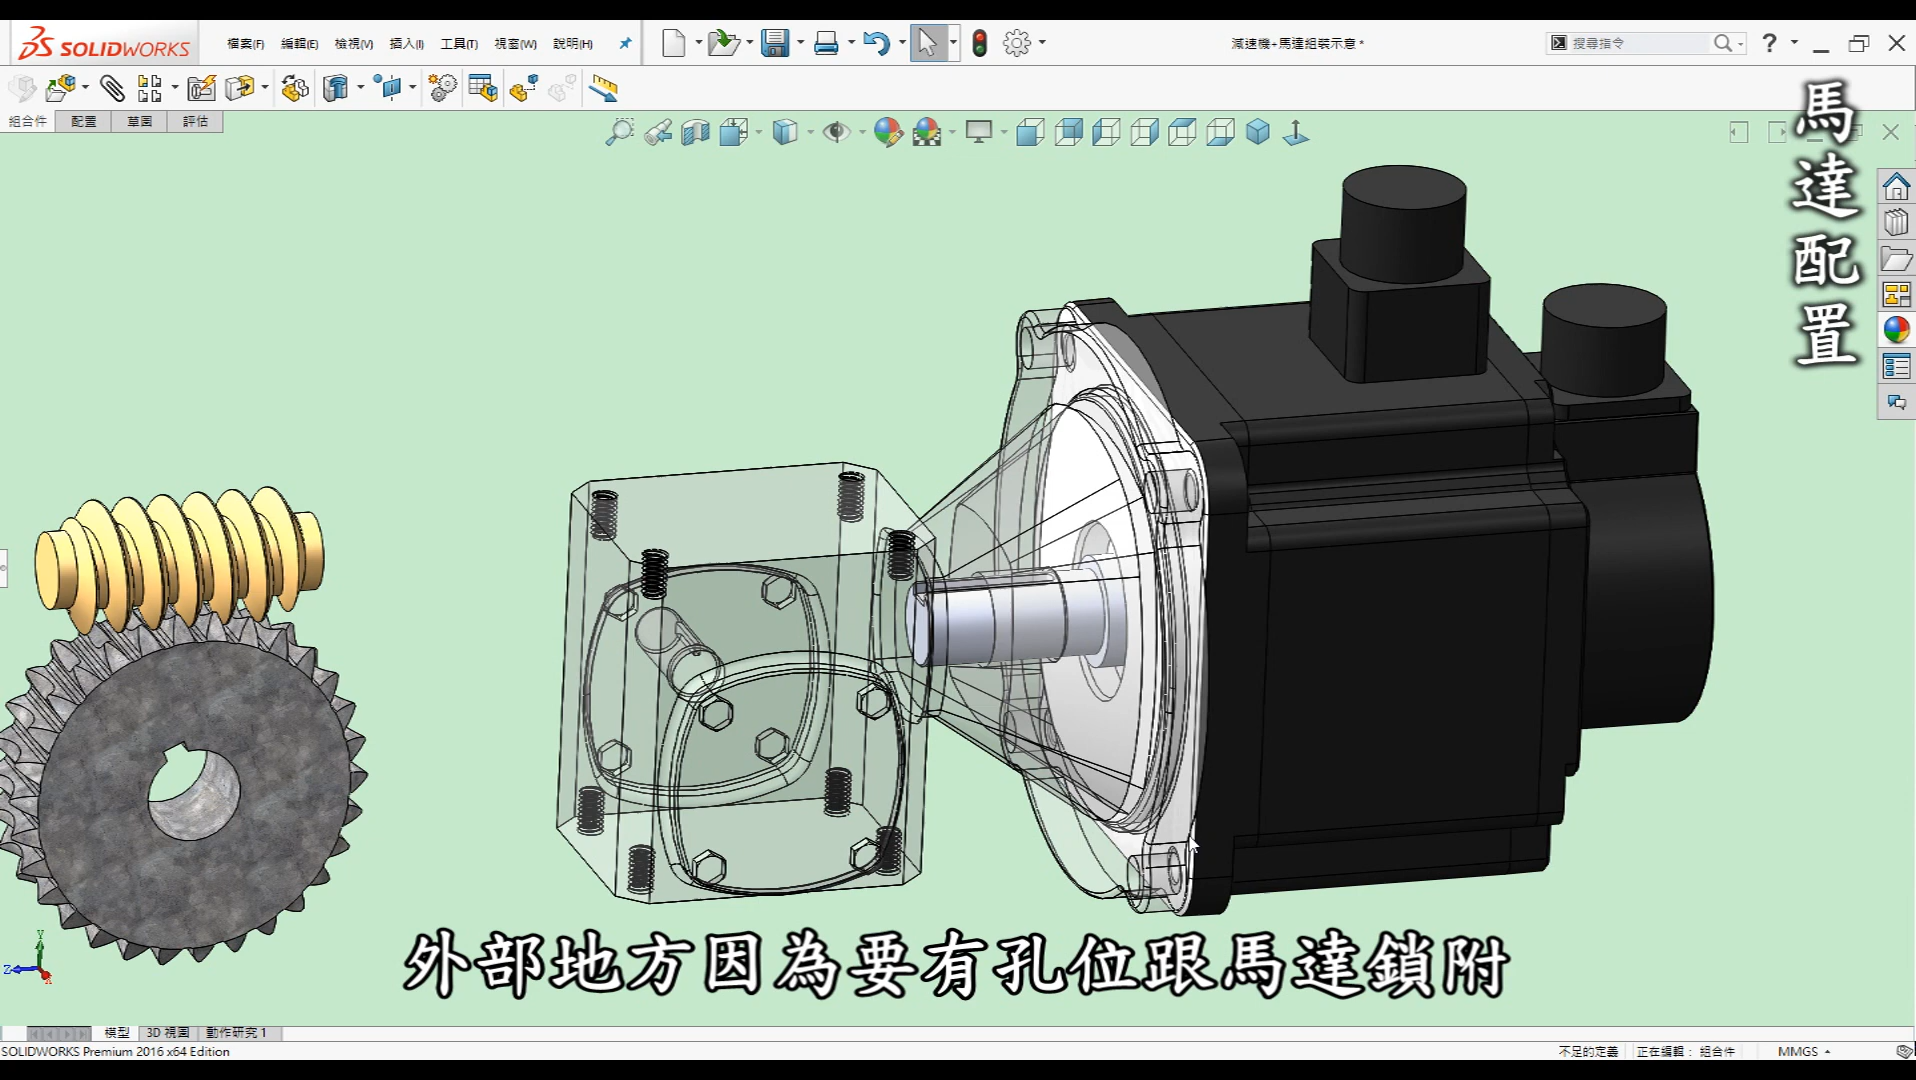 SOLIDWORKS
檔案(F) 編輯(E) 檢視(V) 插入(I) 工具(T) 視窗(W) 說明(H)
減速機+馬達組裝示意 *
搜尋指令
組合件 配置 草圖 評估
馬達配置
外部地方因為要有孔位跟馬達鎖附
模型 3D 視圖 動作研究 1
SOLIDWORKS Premium 2016 x64 Edition
不足的定義 正在編輯： 組合件 MMGS